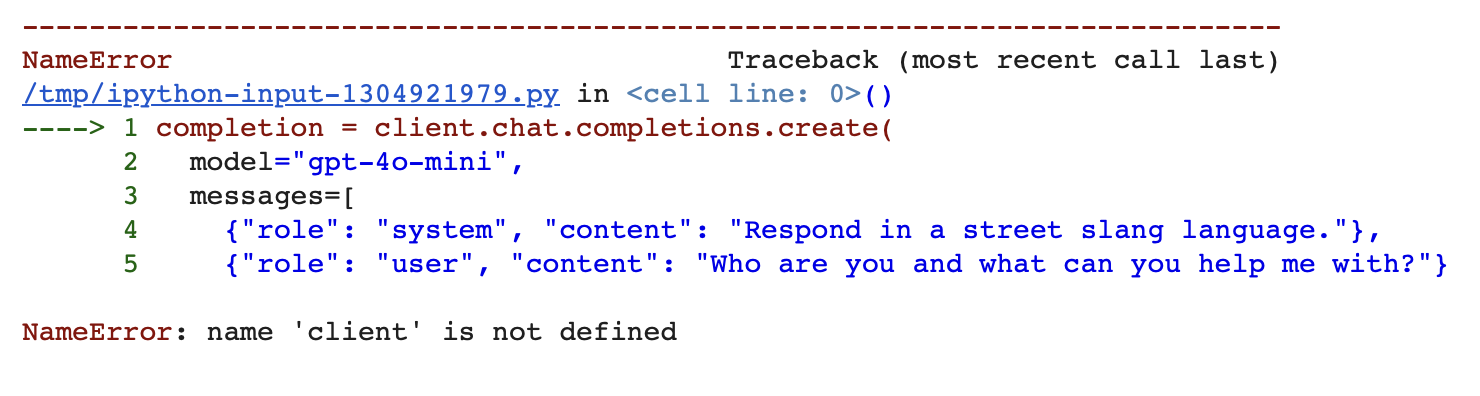 ---------------------------------------------------------------------------
NameError                                 Traceback (most recent call last)
/tmp/ipython-input-1304921979.py in <cell line: 0>()
----> 1 completion = client.chat.completions.create(
      2   model="gpt-4o-mini",
      3   messages=[
      4     {"role": "system", "content": "Respond in a street slang language."},
      5     {"role": "user", "content": "Who are you and what can you help me with?"}

NameError: name 'client' is not defined